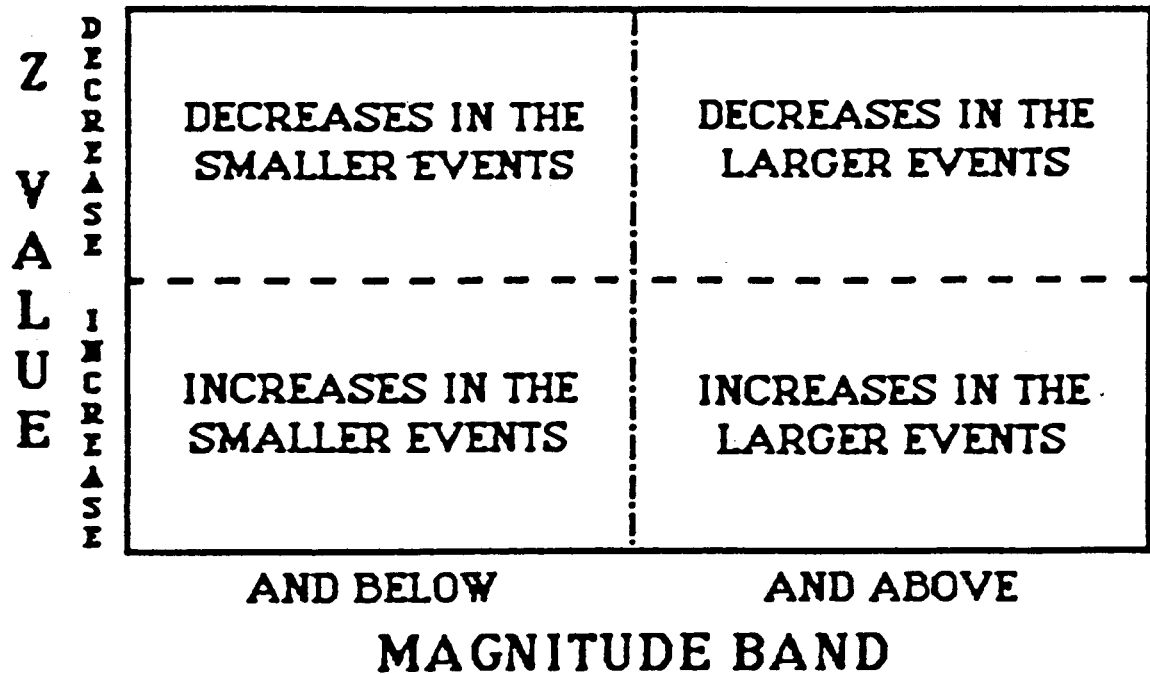 Z VALUE
DECREASE
INCREASE
DECREASES IN THE
SMALLER EVENTS
DECREASES IN THE
LARGER EVENTS
INCREASES IN THE
SMALLER EVENTS
INCREASES IN THE
LARGER EVENTS
AND BELOW
AND ABOVE
MAGNITUDE BAND